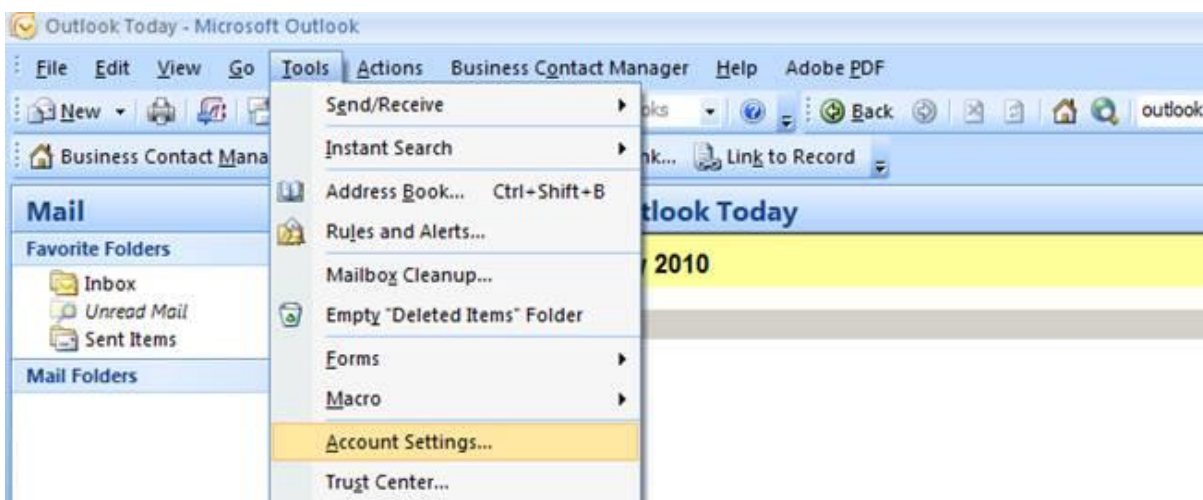 Outlook Today - Microsoft Outlook
File Edit View Go Tools Actions Business Contact Manager Help Adobe PDF
New Back outlook
Business Contact Mana Link to Record
Mail
Favorite Folders
Inbox
Unread Mail
Sent Items
Mail Folders
Send/Receive
Instant Search
Address Book... Ctrl+Shift+B
Rules and Alerts...
Mailbox Cleanup...
Empty "Deleted Items" Folder
Forms
Macro
Account Settings...
Trust Center...
tlook Today
2010